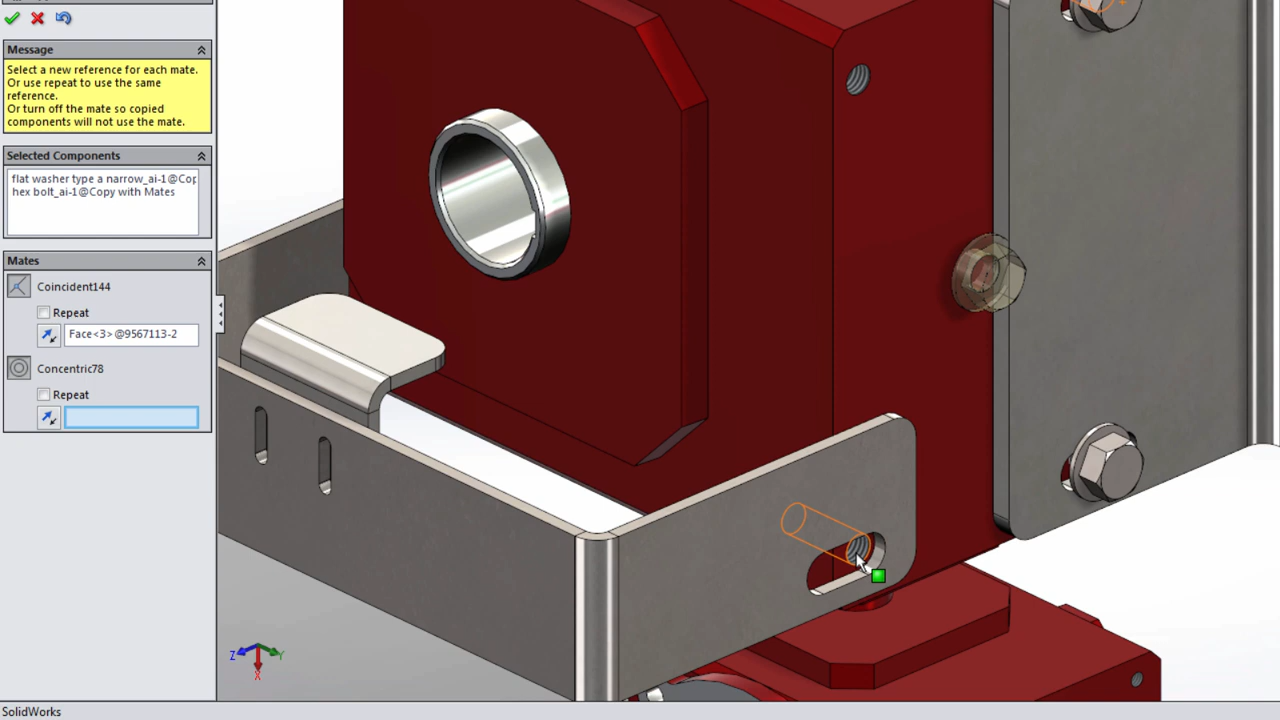 Message
Select a new reference for each mate.
Or use repeat to use the same
reference.
Or turn off the mate so copied
components will not use the mate.
Selected Components
flat washer type a narrow_ai-1@Cop
hex bolt_ai-1@Copy with Mates
Mates
Coincident144
Repeat
Face<3>@9567113-2
Concentric78
Repeat
Z
Y
X
SolidWorks